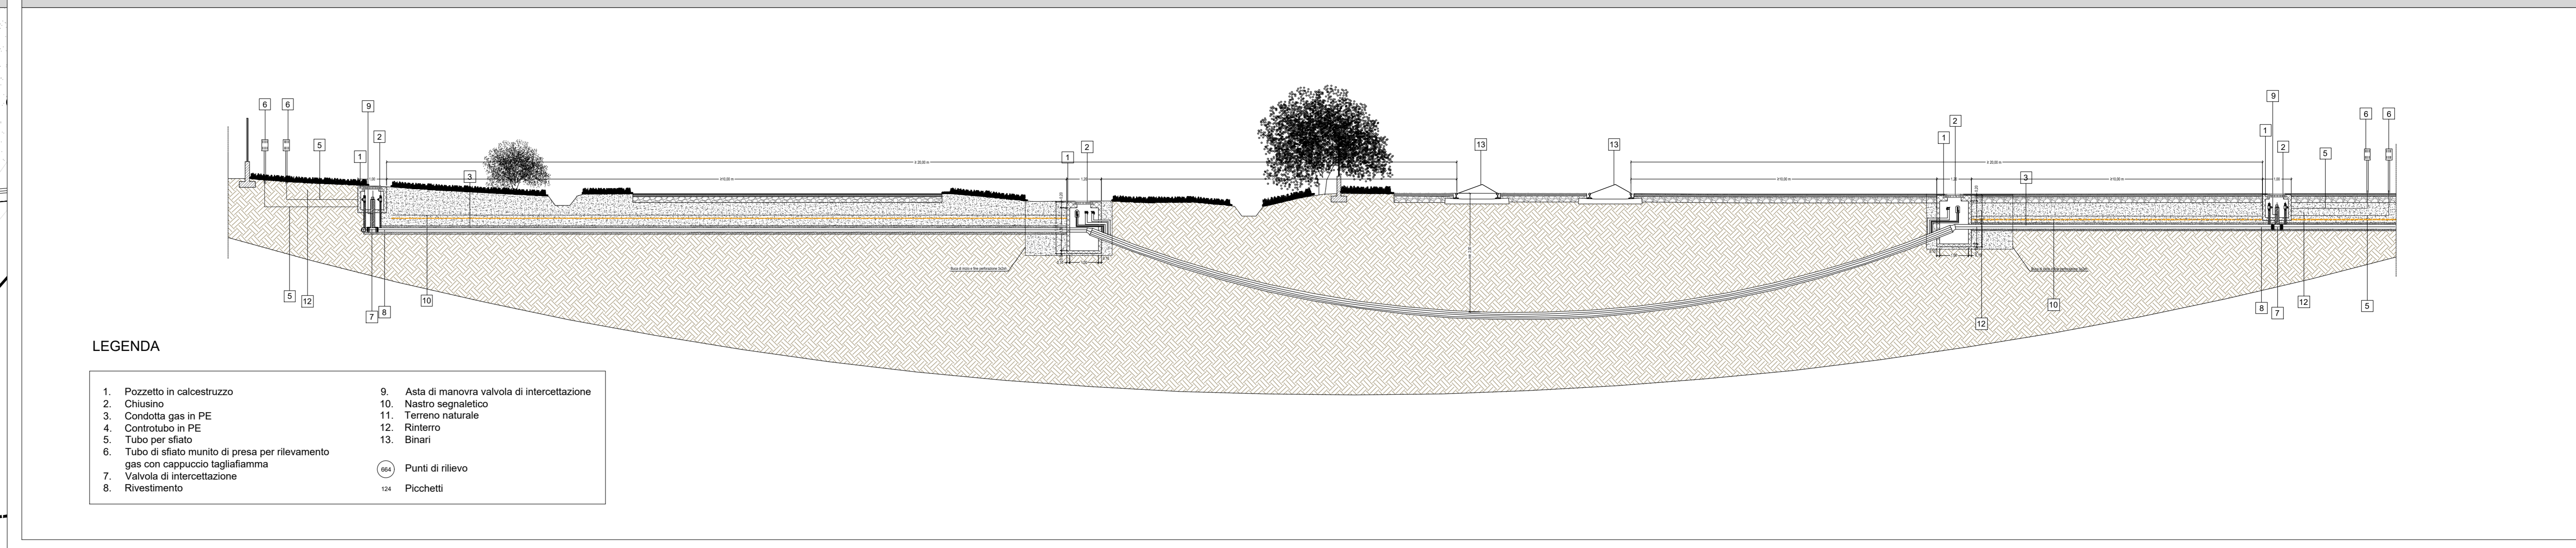 6
6
9
2
5
1
3
1
2
13
13
1
2
3
9
1
2
6
6
5
5
12
7
8
10
12
10
8
7
12
5
LEGENDA
1. Pozzetto in calcestruzzo
2. Chiusino
3. Condotta gas in PE
4. Controtubo in PE
5. Tubo per sfiato
6. Tubo di sfiato munito di presa per rilevamento
gas con cappuccio tagliafiamma
7. Valvola di intercettazione
8. Rivestimento
9. Asta di manovra valvola di intercettazione
10. Nastro segnaletico
11. Terreno naturale
12. Rinterro
13. Binari
664 Punti di rilievo
124 Picchetti